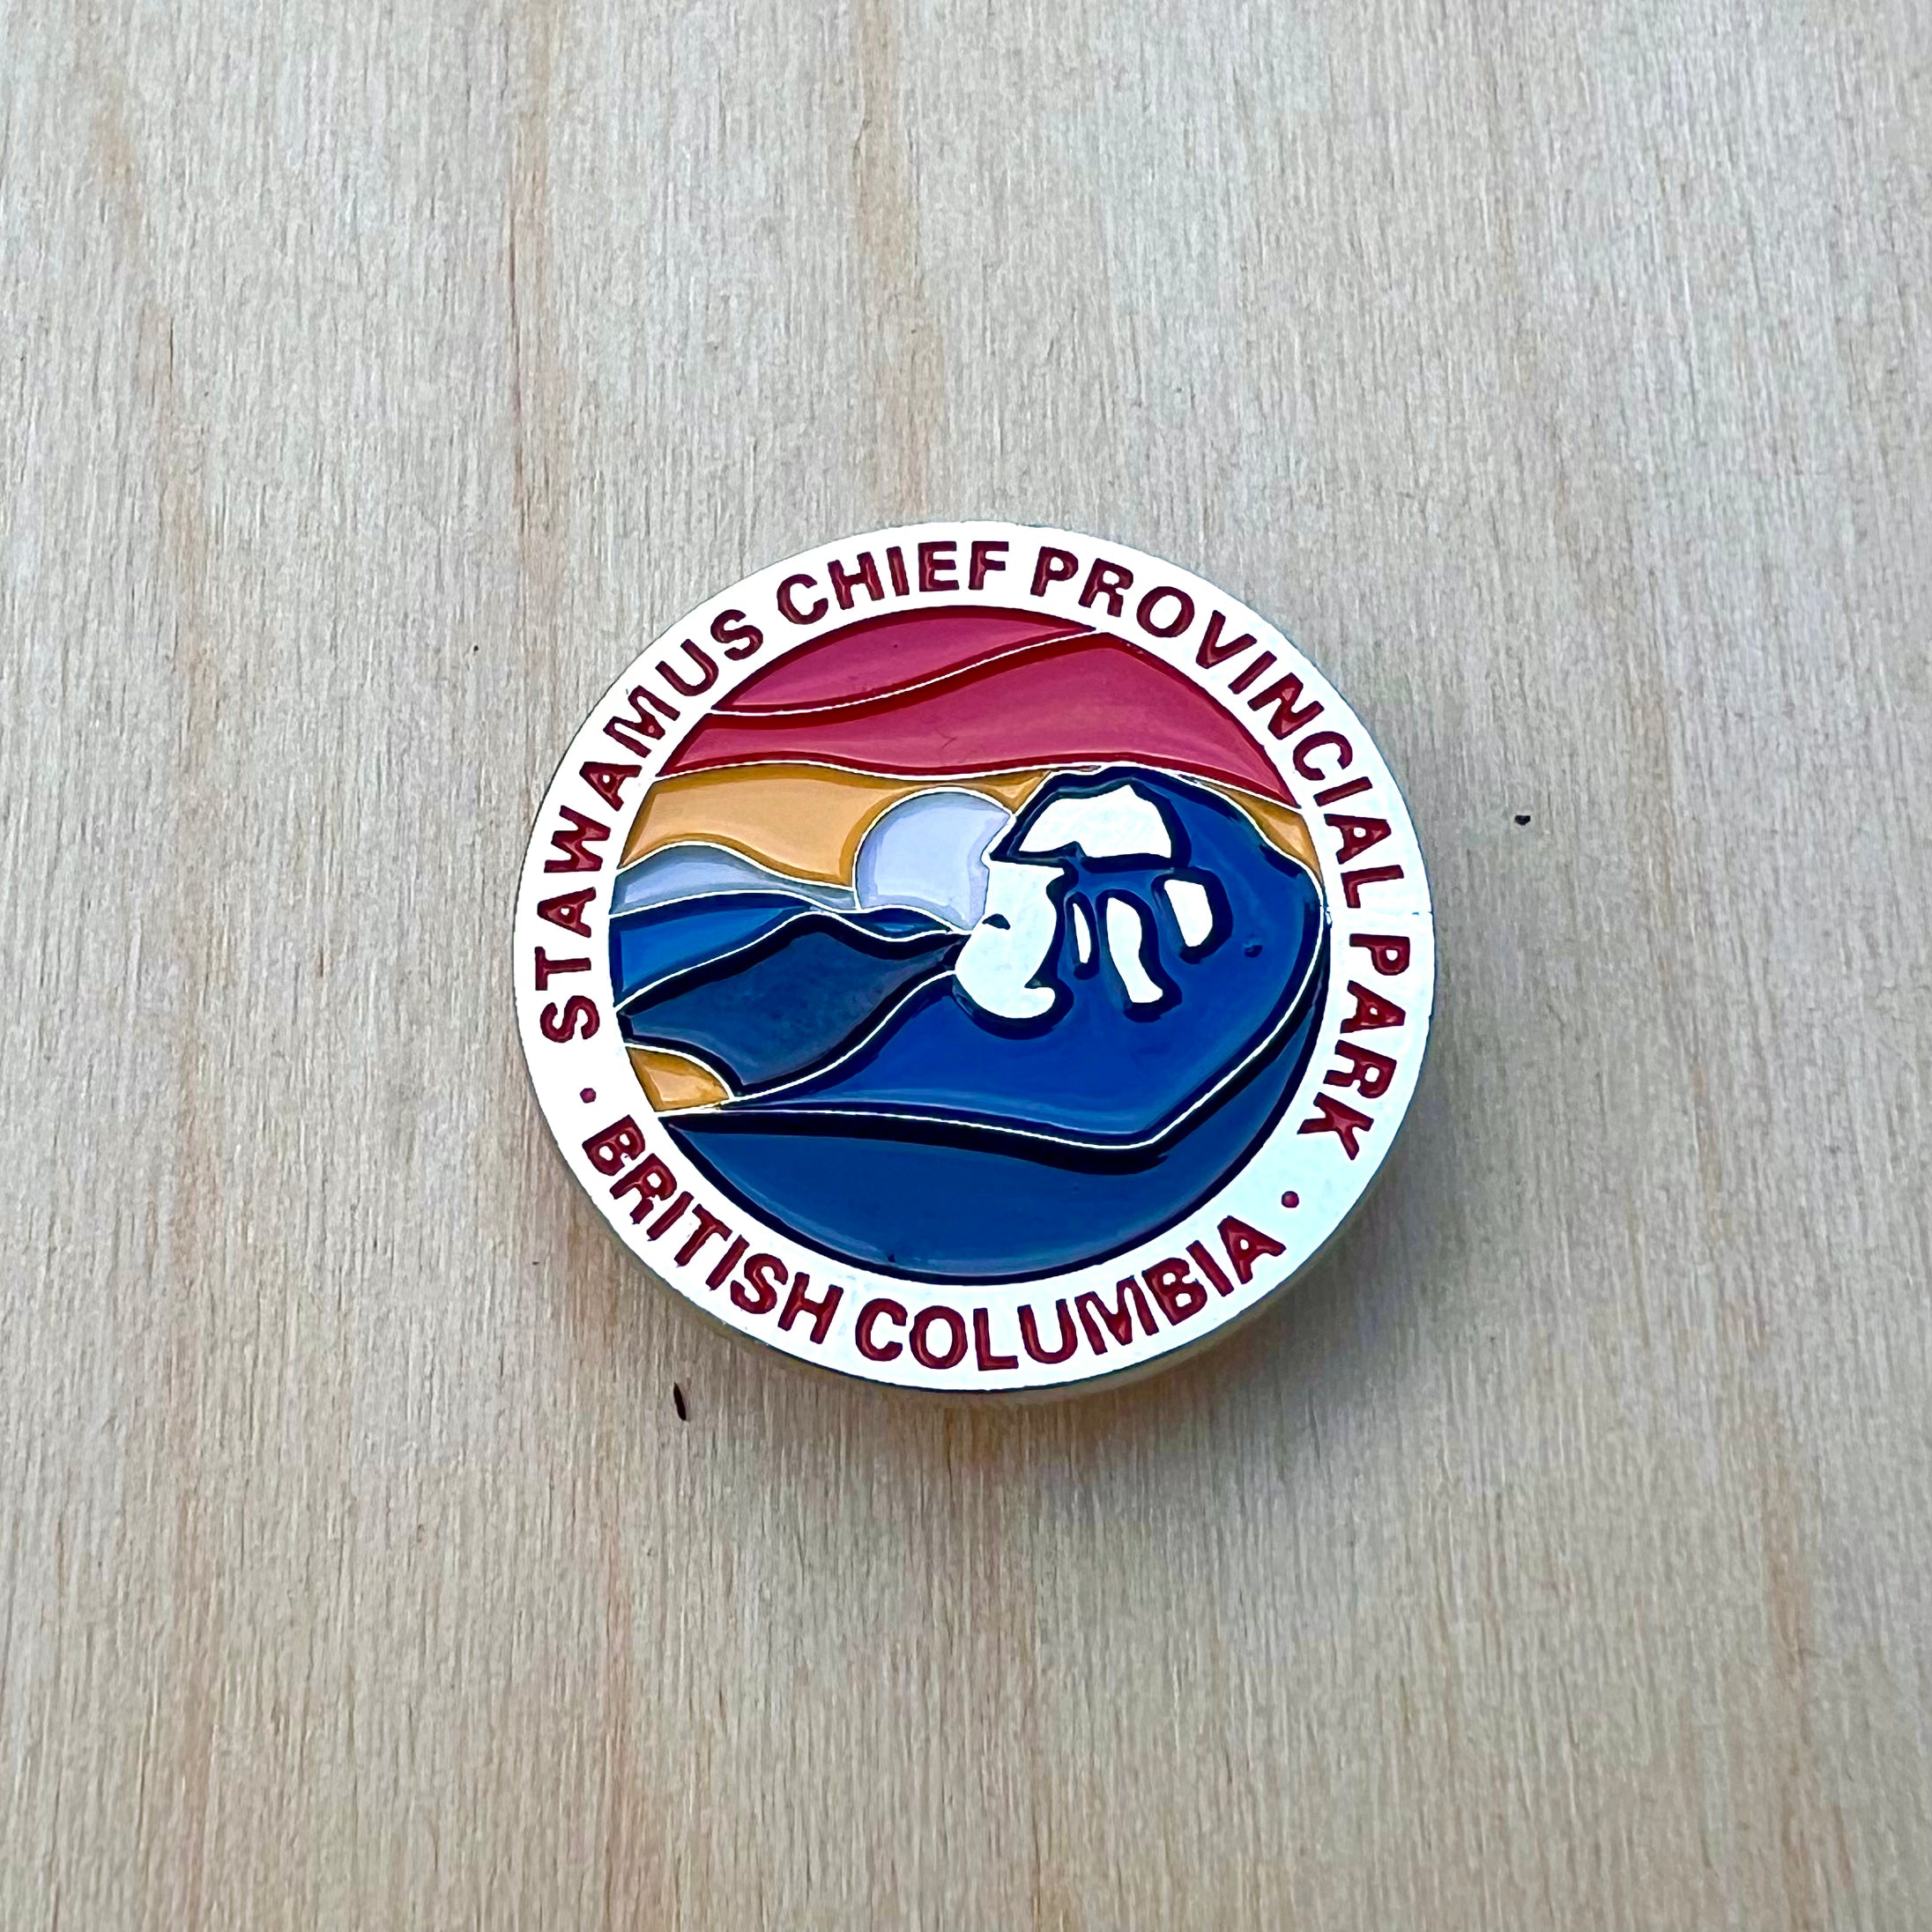 STAWAMUS CHIEF PROVINCIAL PARK
• BRITISH COLUMBIA •